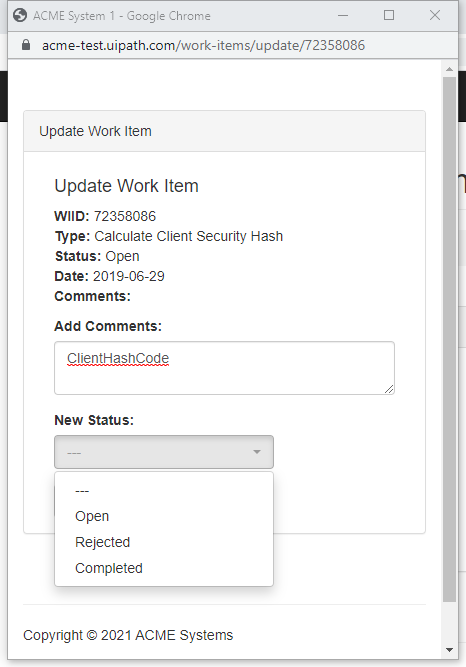 ACME System 1 - Google Chrome
acme-test.uipath.com/work-items/update/72358086
Update Work Item
Update Work Item
WIID: 72358086
Type: Calculate Client Security Hash
Status: Open
Date: 2019-06-29
Comments:
Add Comments:
ClientHashCode
New Status:
---
---
Open
Rejected
Completed
Copyright © 2021 ACME Systems